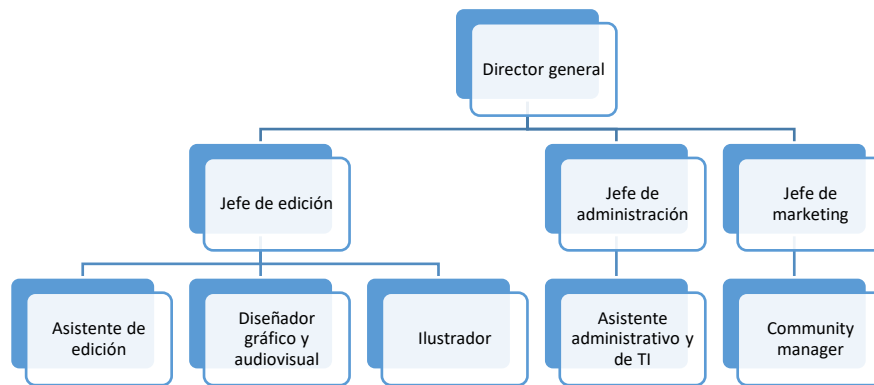 Director general
Jefe de edición
Jefe de
administración
Jefe de
marketing
Asistente de
edición
Diseñador
gráfico y
audiovisual
Ilustrador
Asistente
administrativo y
de TI
Community
manager